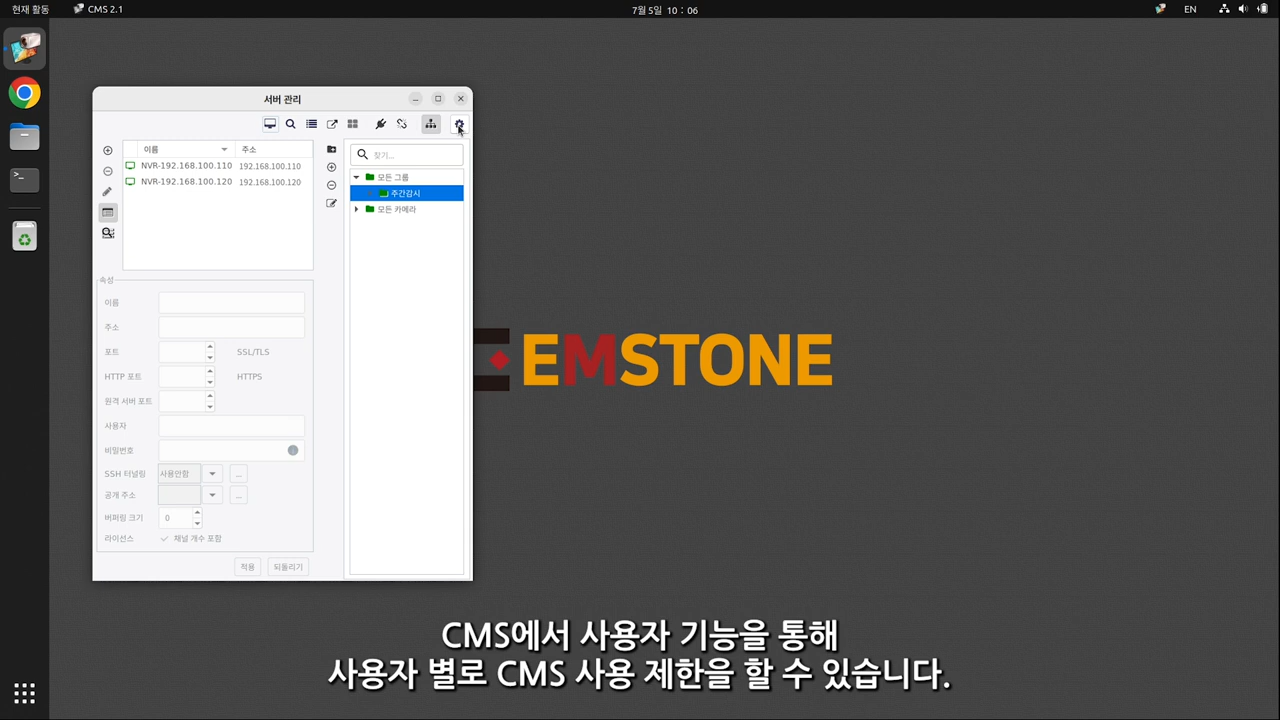 현재 활동
CMS 2.1
7월 5일 10 : 06
EN
서버 관리
이름
주소
NVR-192.168.100.110
192.168.100.110
NVR-192.168.100.120
192.168.100.120
찾기...
모든 그룹
주간감시
모든 카메라
속성
이름
주소
포트
SSL/TLS
HTTP 포트
HTTPS
원격 서버 포트
사용자
비밀번호
SSH 터널링
사용안함
...
공개 주소
...
버퍼링 크기
0
라이선스
채널 개수 포함
적용
되돌리기
EMSTONE
CMS에서 사용자 기능을 통해
사용자 별로 CMS 사용 제한을 할 수 있습니다.